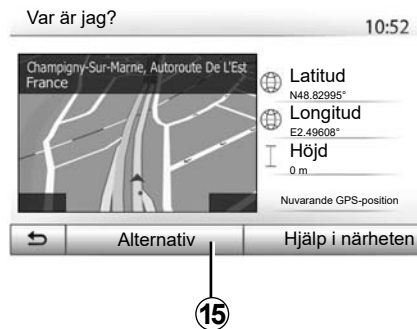 Var är jag?
10:52
Champigny-Sur-Marne, Autoroute De L'Est
France
Latitud
N48.82995°
Longitud
E2.49608°
Höjd
0 m
Nuvarande GPS-position
Alternativ
Hjälp i närheten
15